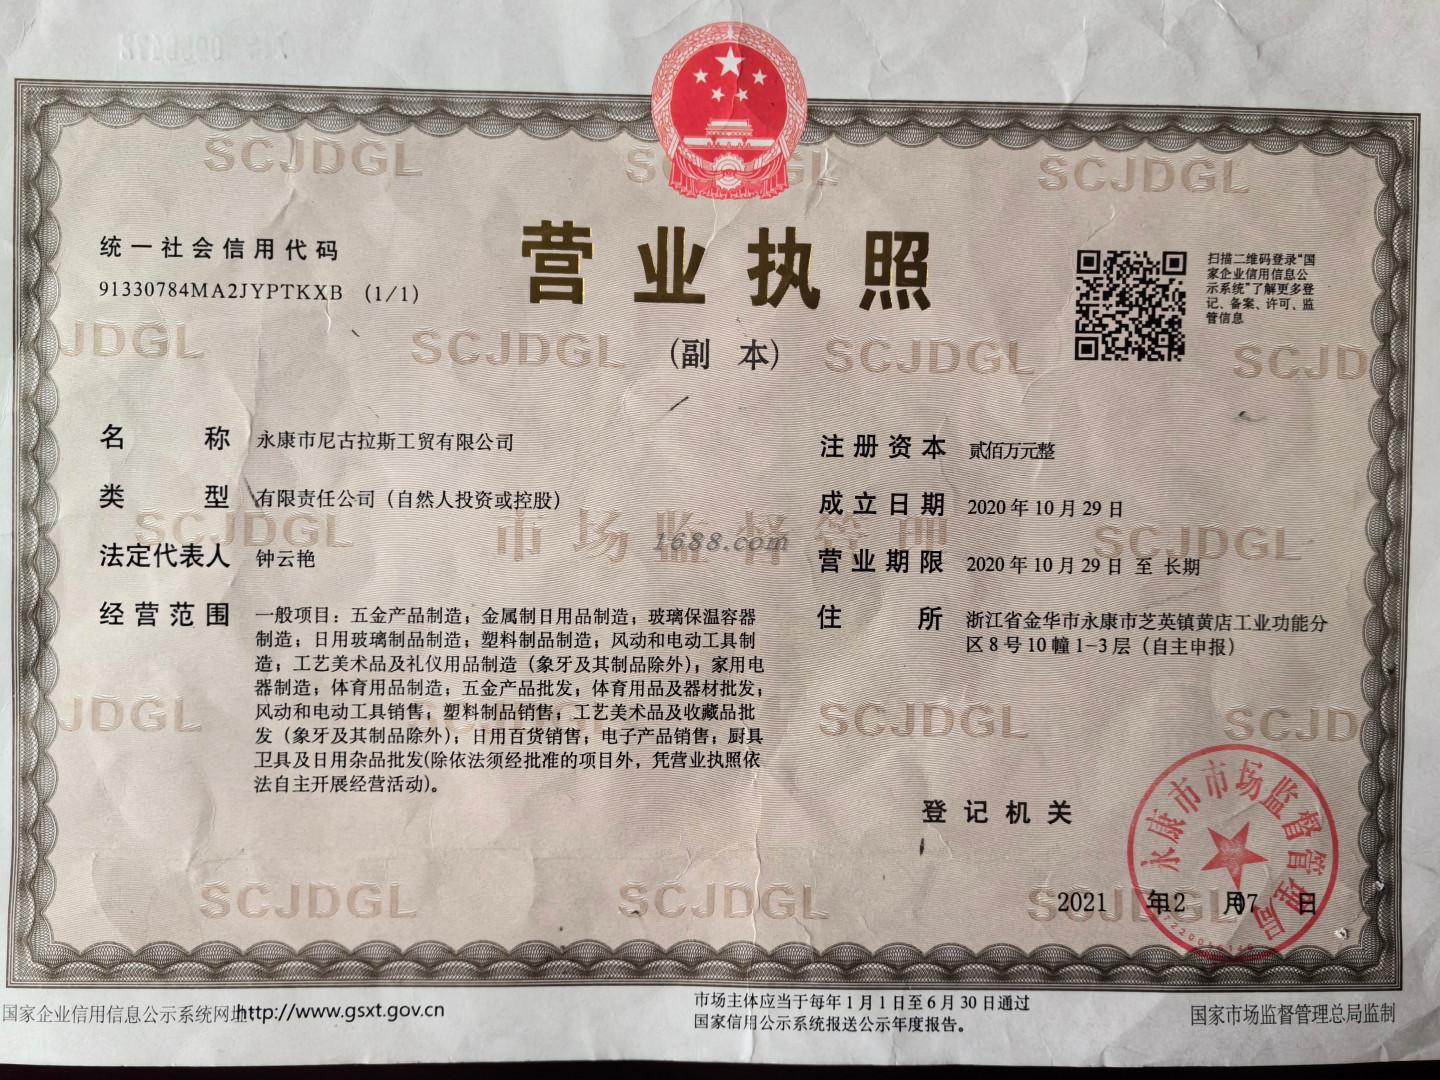 营业执照
(副 本)
统一社会信用代码
91330784MA2JYPTKXB (1/1)
扫描二维码登录"国
家企业信用信息公
示系统"了解更多登
记、备案、许可、监
管信息
名 称 永康市尼古拉斯工贸有限公司
类 型 有限责任公司（自然人投资或控股）
法定代表人 钟云艳
经营范围 一般项目：五金产品制造；金属制日用品制造；玻璃保温容器
制造；日用玻璃制品制造；塑料制品制造；风动和电动工具制
造；工艺美术品及礼仪用品制造（象牙及其制品除外）；家用电
器制造；体育用品制造；五金产品批发；体育用品及器材批发；
风动和电动工具销售；塑料制品销售；工艺美术品及收藏品批
发（象牙及其制品除外）；日用百货销售；电子产品销售；厨具
卫具及日用杂品批发(除依法须经批准的项目外，凭营业执照依
法自主开展经营活动)。
注册资本 贰佰万元整
成立日期 2020年10月29日
营业期限 2020年10月29日 至 长期
住 所 浙江省金华市永康市芝英镇黄店工业功能分
区8号10幢1-3层（自主申报）
登记机关
永康市市场监督管理局
2021 年12 月07 日
市场监督管理
1688.com
SCJDGL
国家企业信用信息公示系统网址http://www.gsxt.gov.cn
市场主体应当于每年1月1日至6月30日通过
国家信用公示系统报送公示年度报告。
国家市场监督管理总局监制